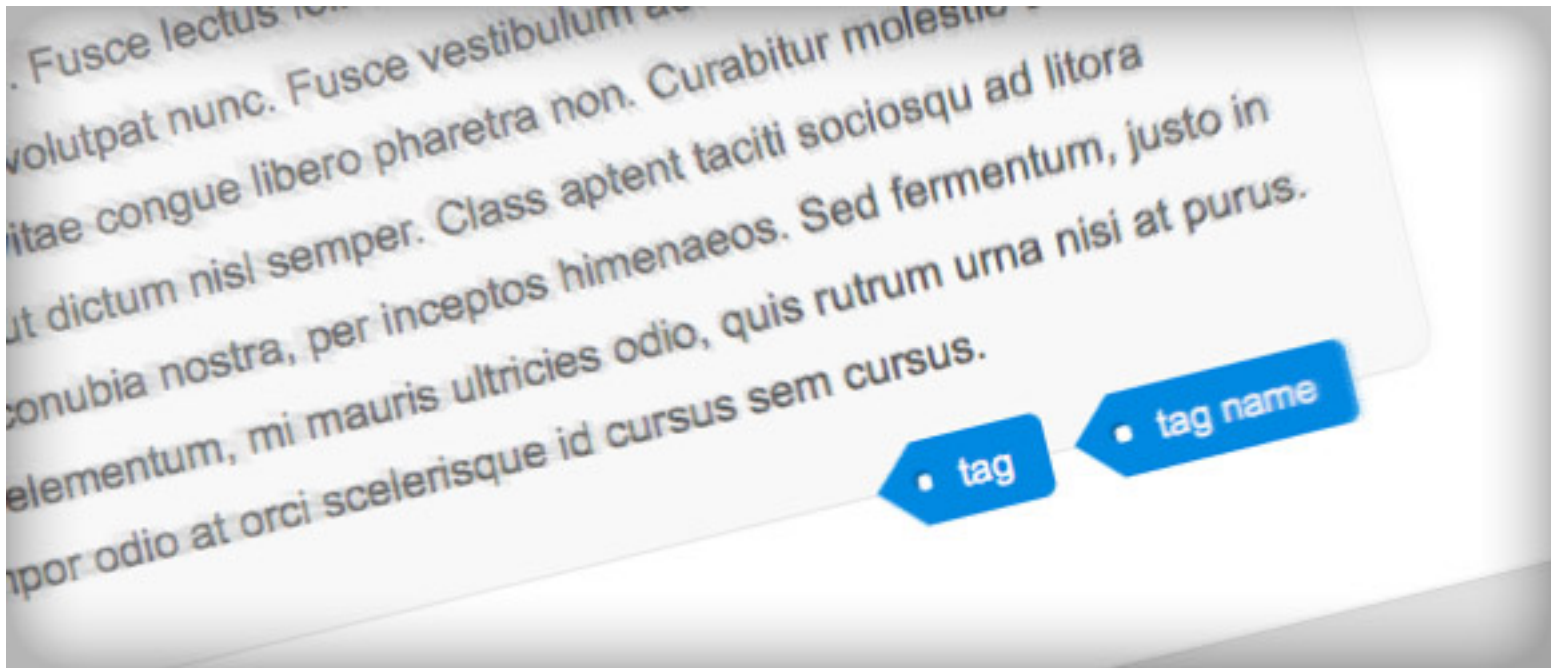 . Fusce lectus
volutpat nunc. Fusce vestibulum
vitae congue libero pharetra non. Curabitur molestie
ut dictum nisl semper. Class aptent taciti sociosqu ad litora
conubia nostra, per inceptos himenaeos. Sed fermentum, justo in
elementum, mi mauris ultricies odio, quis rutrum urna nisi at purus.
odio at orci scelerisque id cursus sem cursus.
tag
tag name